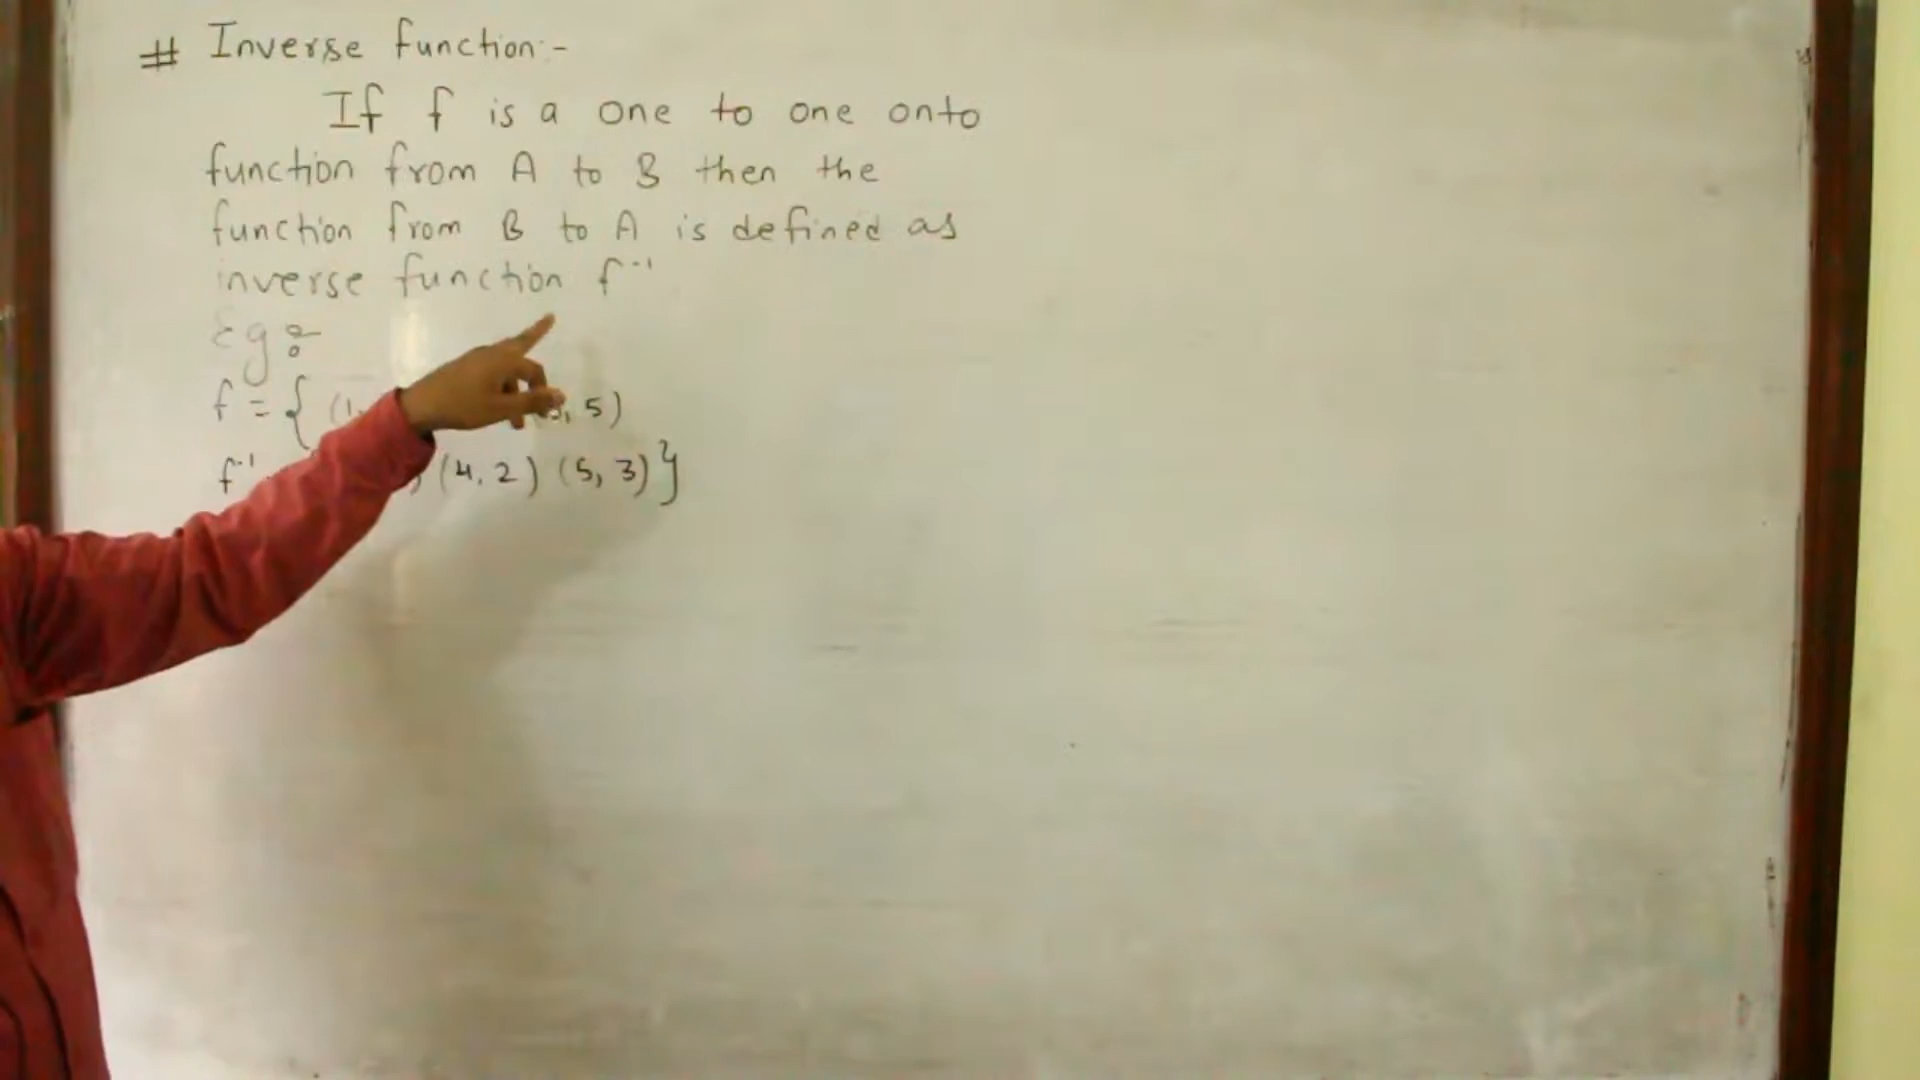 # Inverse function:-
If f is a one to one onto
function from A to B then the
function from B to A is defined as
inverse function f⁻¹
Eg:
f = { (1, 5)
f⁻¹ (4, 2) (5, 3)}